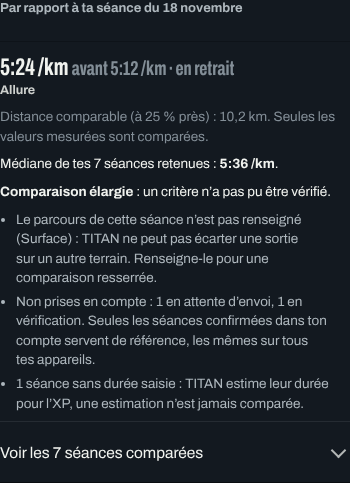 Par rapport à ta séance du 18 novembre
5:24 /km avant 5:12 /km · en retrait
Allure
Distance comparable (à 25 % près) : 10,2 km. Seules les
valeurs mesurées sont comparées.
Médiane de tes 7 séances retenues : 5:36 /km.
Comparaison élargie : un critère n’a pas pu être vérifié.
• Le parcours de cette séance n’est pas renseigné
(Surface) : TITAN ne peut pas écarter une sortie
sur un autre terrain. Renseigne-le pour une
comparaison resserrée.
• Non prises en compte : 1 en attente d’envoi, 1 en
vérification. Seules les séances confirmées dans ton
compte servent de référence, les mêmes sur tous
tes appareils.
• 1 séance sans durée saisie : TITAN estime leur durée
pour l’XP, une estimation n’est jamais comparée.
Voir les 7 séances comparées